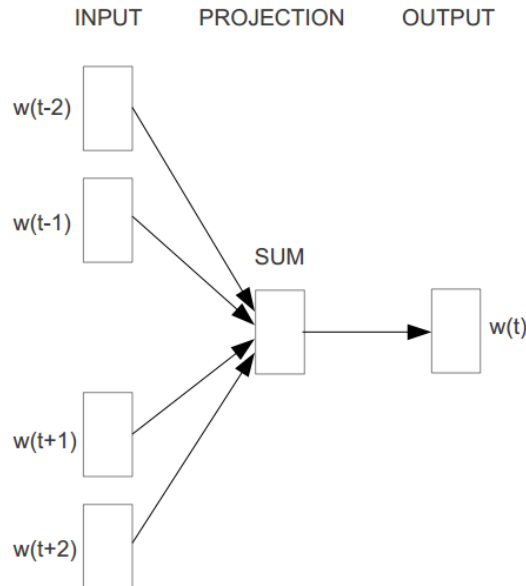 INPUT PROJECTION OUTPUT
w(t-2)
w(t-1)
SUM
w(t)
w(t+1)
w(t+2)